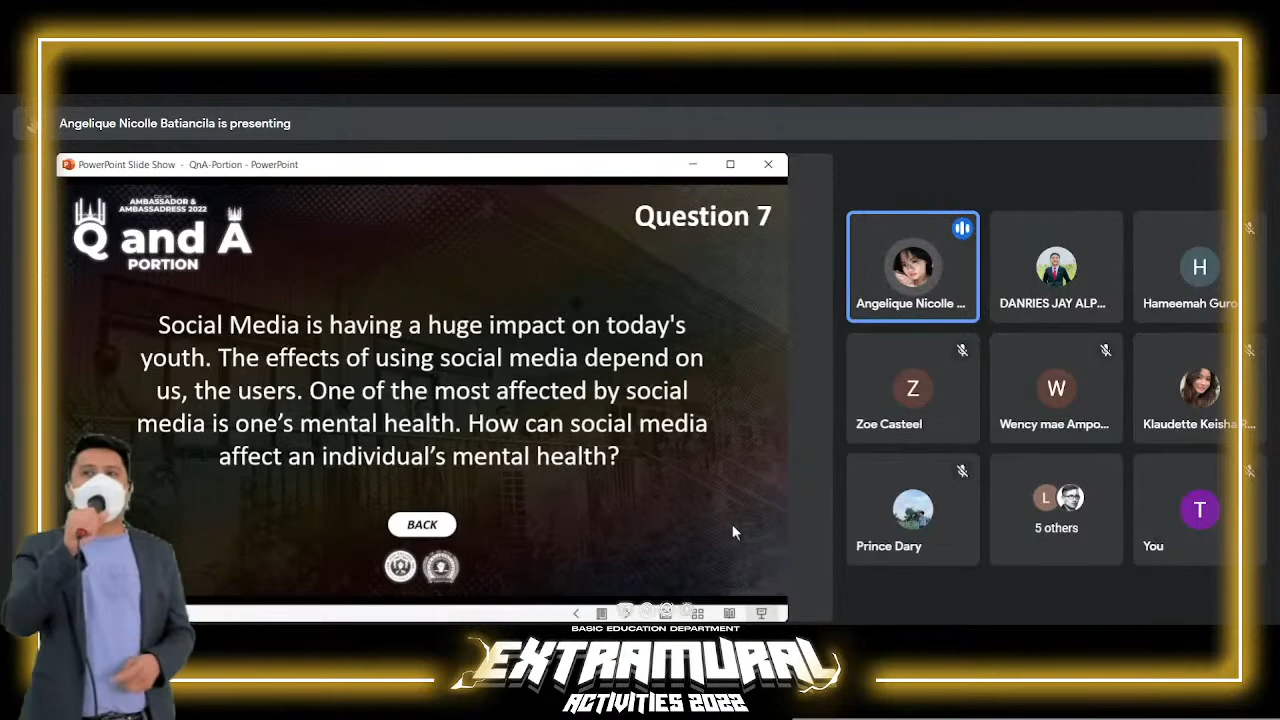 Angelique Nicolle Batiancila is presenting
PowerPoint Slide Show - QnA-Portion - PowerPoint
AMBASSADOR &
AMBASSADRESS 2022
Q and A
PORTION
Question 7
Social Media is having a huge impact on today's
youth. The effects of using social media depend on
us, the users. One of the most affected by social
media is one's mental health. How can social media
affect an individual's mental health?
BACK
Angelique Nicolle ...
DANRIES JAY ALP...
H
Hameemah Guro
Z
Zoe Casteel
W
Wency mae Ampo...
Klaudette Keisha R...
Prince Dary
L
5 others
T
You
BASIC EDUCATION DEPARTMENT
EXTRAMURAL
ACTIVITIES 2022